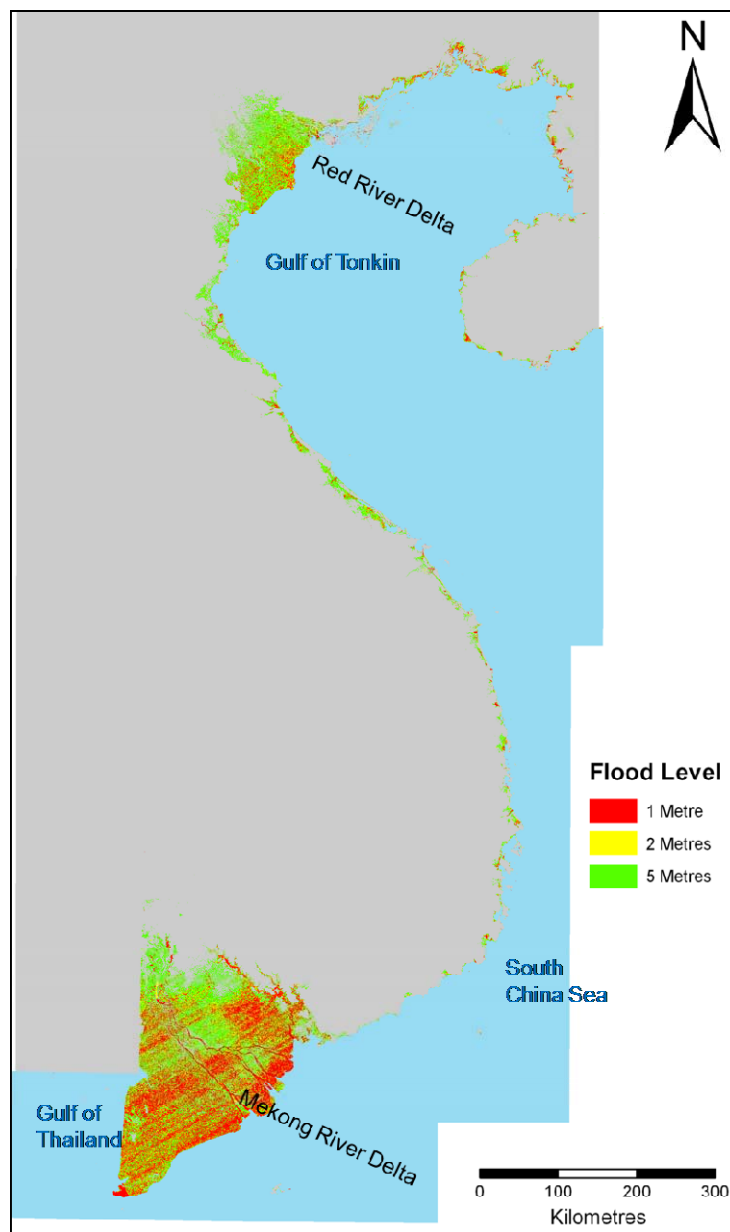 N
Red River Delta
Gulf of Tonkin
Flood Level
1 Metre
2 Metres
5 Metres
South
China Sea
Gulf of
Thailand
Mekong River Delta
0 100 200 300
Kilometres